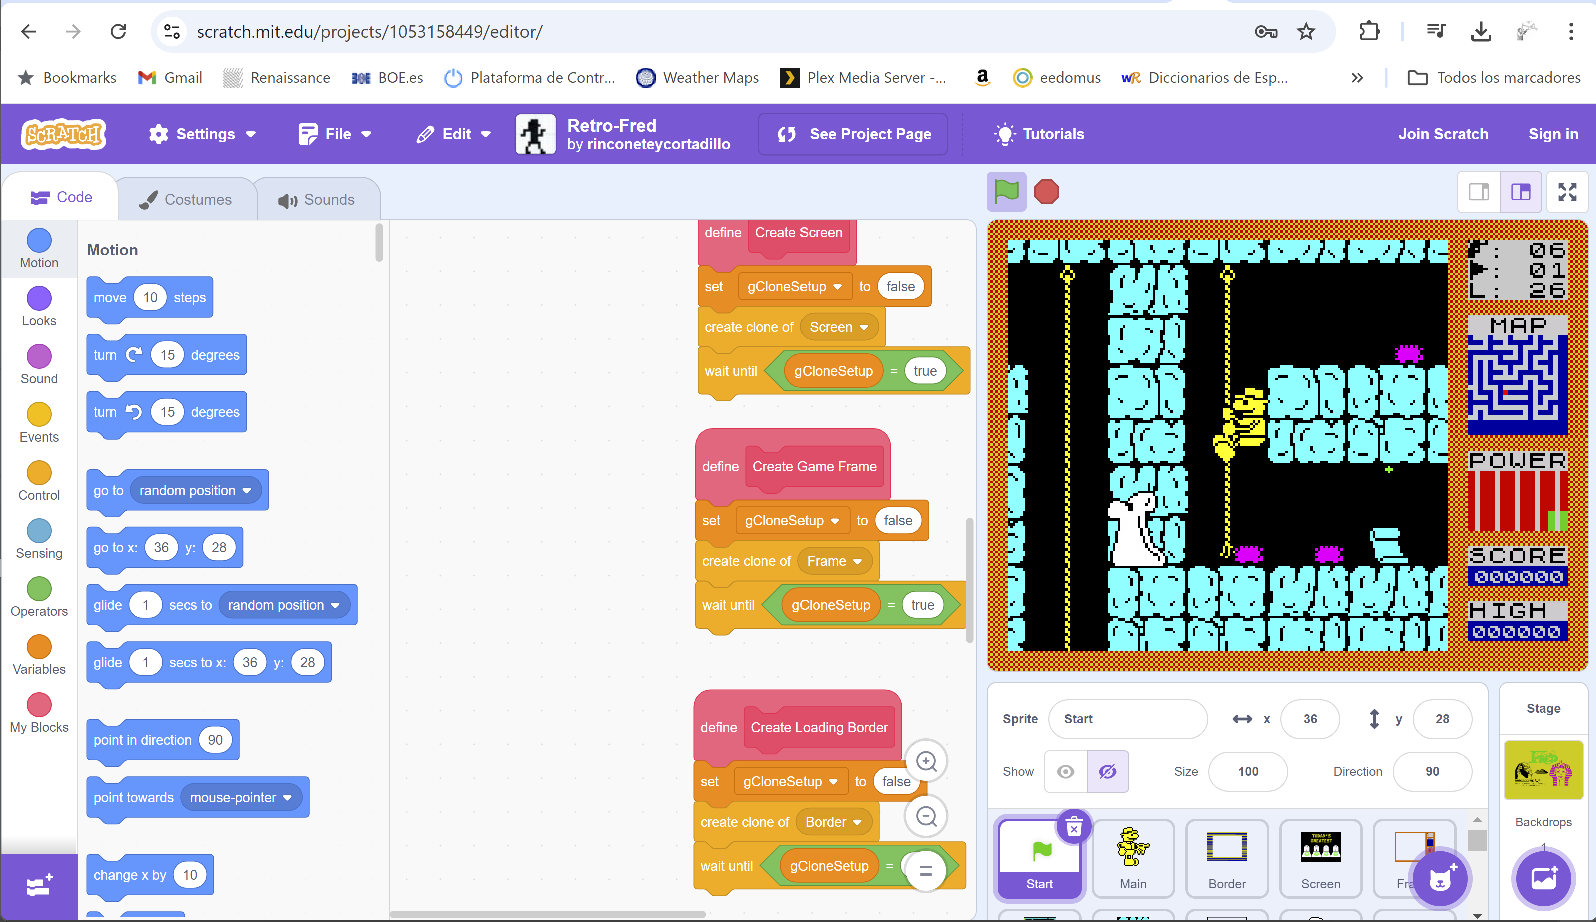 scratch.mit.edu/projects/1053158449/editor/
Bookmarks Gmail Renaissance BOE.es Plataforma de Contr... Weather Maps Plex Media Server -... eedomus Diccionarios de Esp... » Todos los marcadores
SCRATCH Settings File Edit Retro-Fred by rinconeteycortadillo See Project Page Tutorials Join Scratch Sign in
Code Costumes Sounds
Motion
Looks
Sound
Events
Control
Sensing
Operators
Variables
My Blocks
Motion
move 10 steps
turn 15 degrees
turn 15 degrees
go to random position
go to x: 36 y: 28
glide 1 secs to random position
glide 1 secs to x: 36 y: 28
point in direction 90
point towards mouse-pointer
change x by 10
define Create Screen
set gCloneSetup to false
create clone of Screen
wait until gCloneSetup = true
define Create Game Frame
set gCloneSetup to false
create clone of Frame
wait until gCloneSetup = true
define Create Loading Border
set gCloneSetup to false
create clone of Border
wait until gCloneSetup =
: 06
: 01
L: 26
MAP
POWER
SCORE
000000
HIGH
000000
Sprite Start x 36 y 28
Show Size 100 Direction 90
Start Main Border Screen
Stage
Backdrops
1